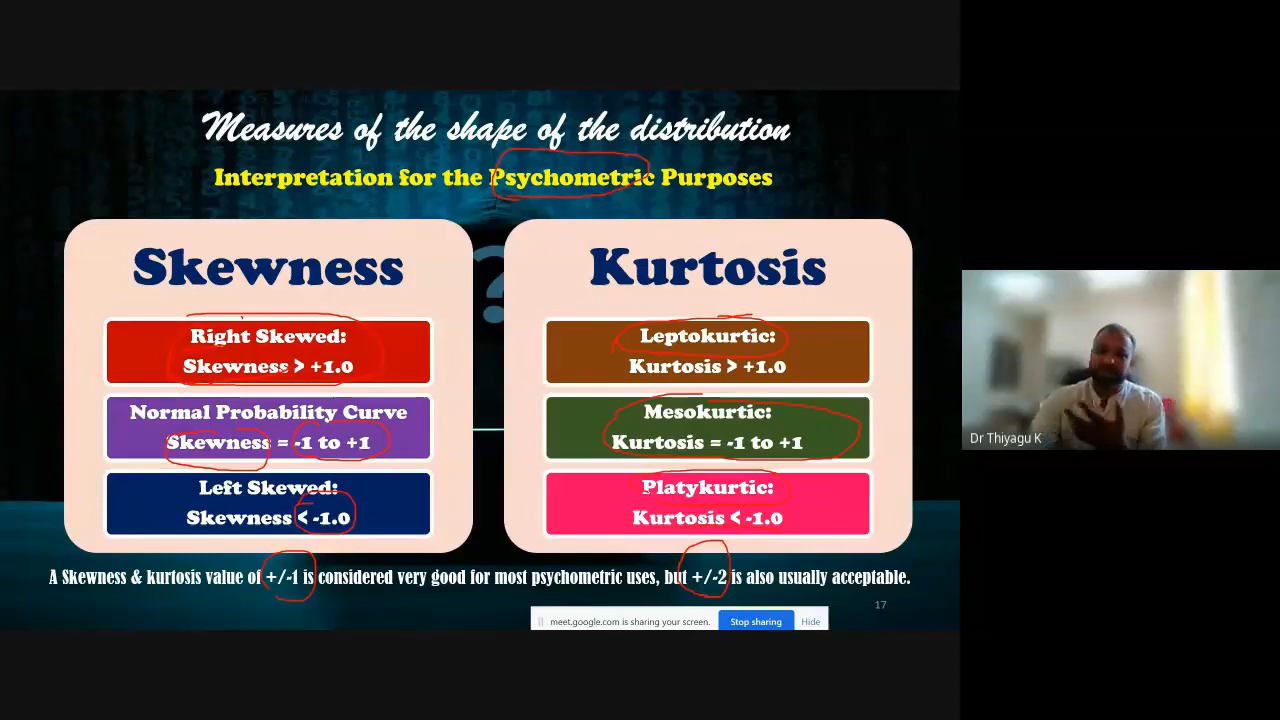 Measures of the shape of the distribution
Interpretation for the Psychometric Purposes
Skewness
Right Skewed:
Skewness > +1.0
Normal Probability Curve
Skewness = -1 to +1
Left Skewed:
Skewness < -1.0
?
Kurtosis
Leptokurtic:
Kurtosis > +1.0
Mesokurtic:
Kurtosis = -1 to +1
Platykurtic:
Kurtosis < -1.0
A Skewness & kurtosis value of +/-1 is considered very good for most psychometric uses, but +/-2 is also usually acceptable.
17
meet.google.com is sharing your screen. Stop sharing Hide
Dr Thiyagu K